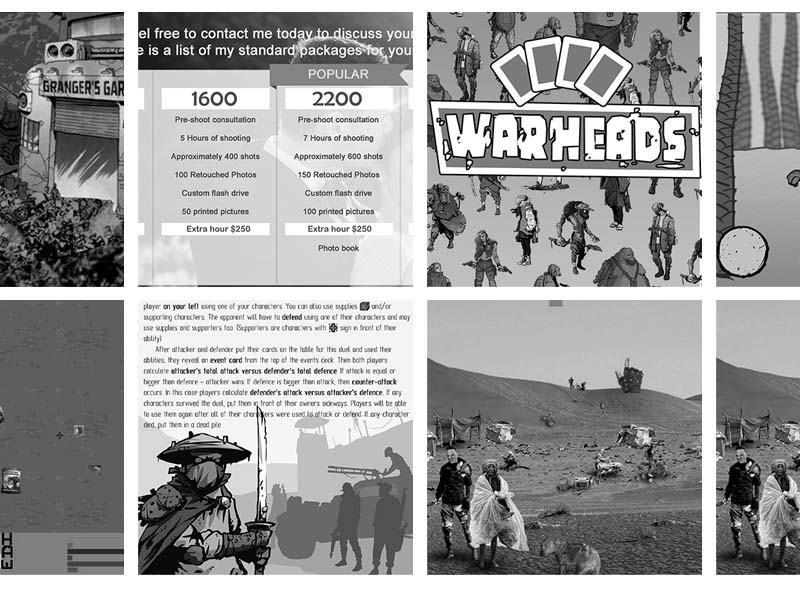 GRANGER'S GAR
el free to contact me today to discuss your
e is a list of my standard packages for you
POPULAR
1600
Pre-shoot consultation
5 Hours of shooting
Approximately 400 shots
100 Retouched Photos
Custom flash drive
50 printed pictures
Extra hour $250
2200
Pre-shoot consultation
7 Hours of shooting
Approximately 600 shots
150 Retouched Photos
Custom flash drive
100 printed pictures
Extra hour $250
Photo book
WARHEADS
player on your left using one of your characters. You can also use supplies and/or
supporting characters. The opponent will have to defend using one of their characters and may
use supplies and supporters too. (Supporters are characters with sign in front of their
ability)
After attacker and defender put their cards on the table for this duel and used their
abilities, they reveal an event card from the top of the events deck. Then both players
calculate attacker's total attack versus defender's total defence. If attack is equal or
bigger than defence - attacker wins. If defence is bigger than attack, then counter-attack
occurs. In this case players calculate defender's attack versus attacker's defence. If any
characters survived the duel, put them in front of their owners sideways. Players will be able
to use them again after all of their characters were used to attack or defend. If any character
died, put them in a dead pile.